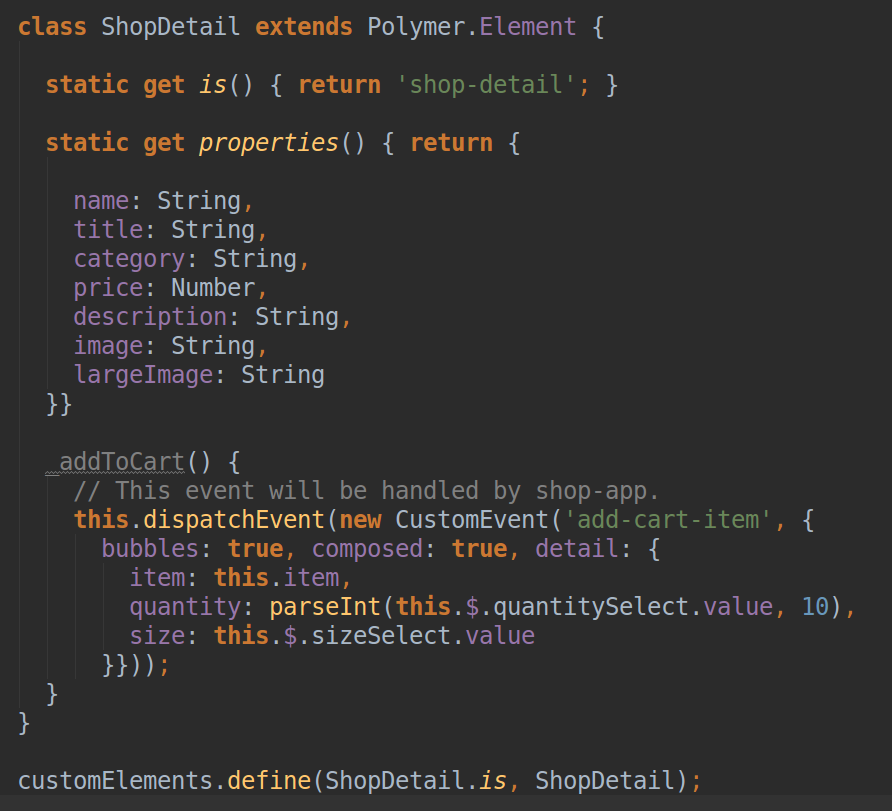 class ShopDetail extends Polymer.Element {
static get is() { return 'shop-detail'; }
static get properties() { return {
name: String,
title: String,
category: String,
price: Number,
description: String,
image: String,
largeImage: String
}}
_addToCart() {
// This event will be handled by shop-app.
this.dispatchEvent(new CustomEvent('add-cart-item', {
bubbles: true, composed: true, detail: {
item: this.item,
quantity: parseInt(this.$.quantitySelect.value, 10),
size: this.$.sizeSelect.value
}}));
}
}
customElements.define(ShopDetail.is, ShopDetail);